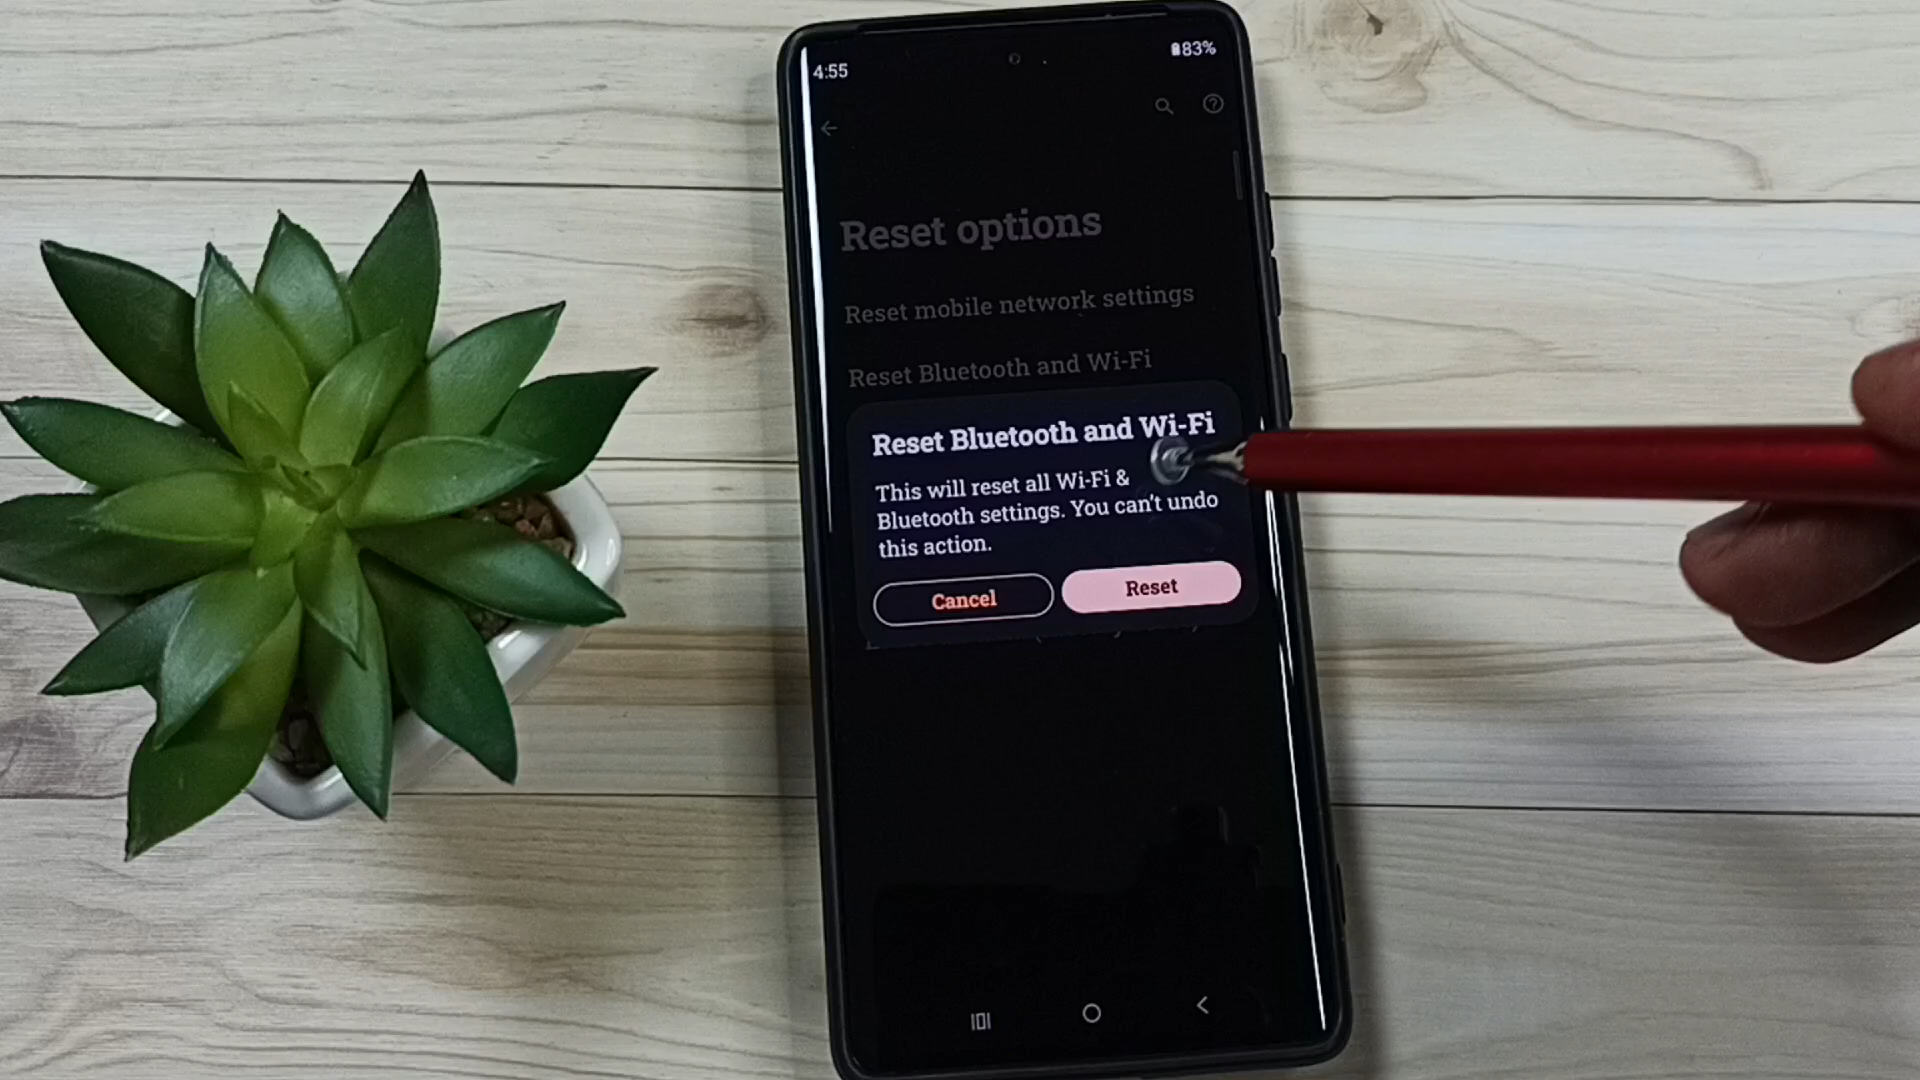 4:55
83%
Reset options
Reset mobile network settings
Reset Bluetooth and Wi-Fi
Reset Bluetooth and Wi-Fi
This will reset all Wi-Fi &
Bluetooth settings. You can't undo
this action.
Cancel
Reset